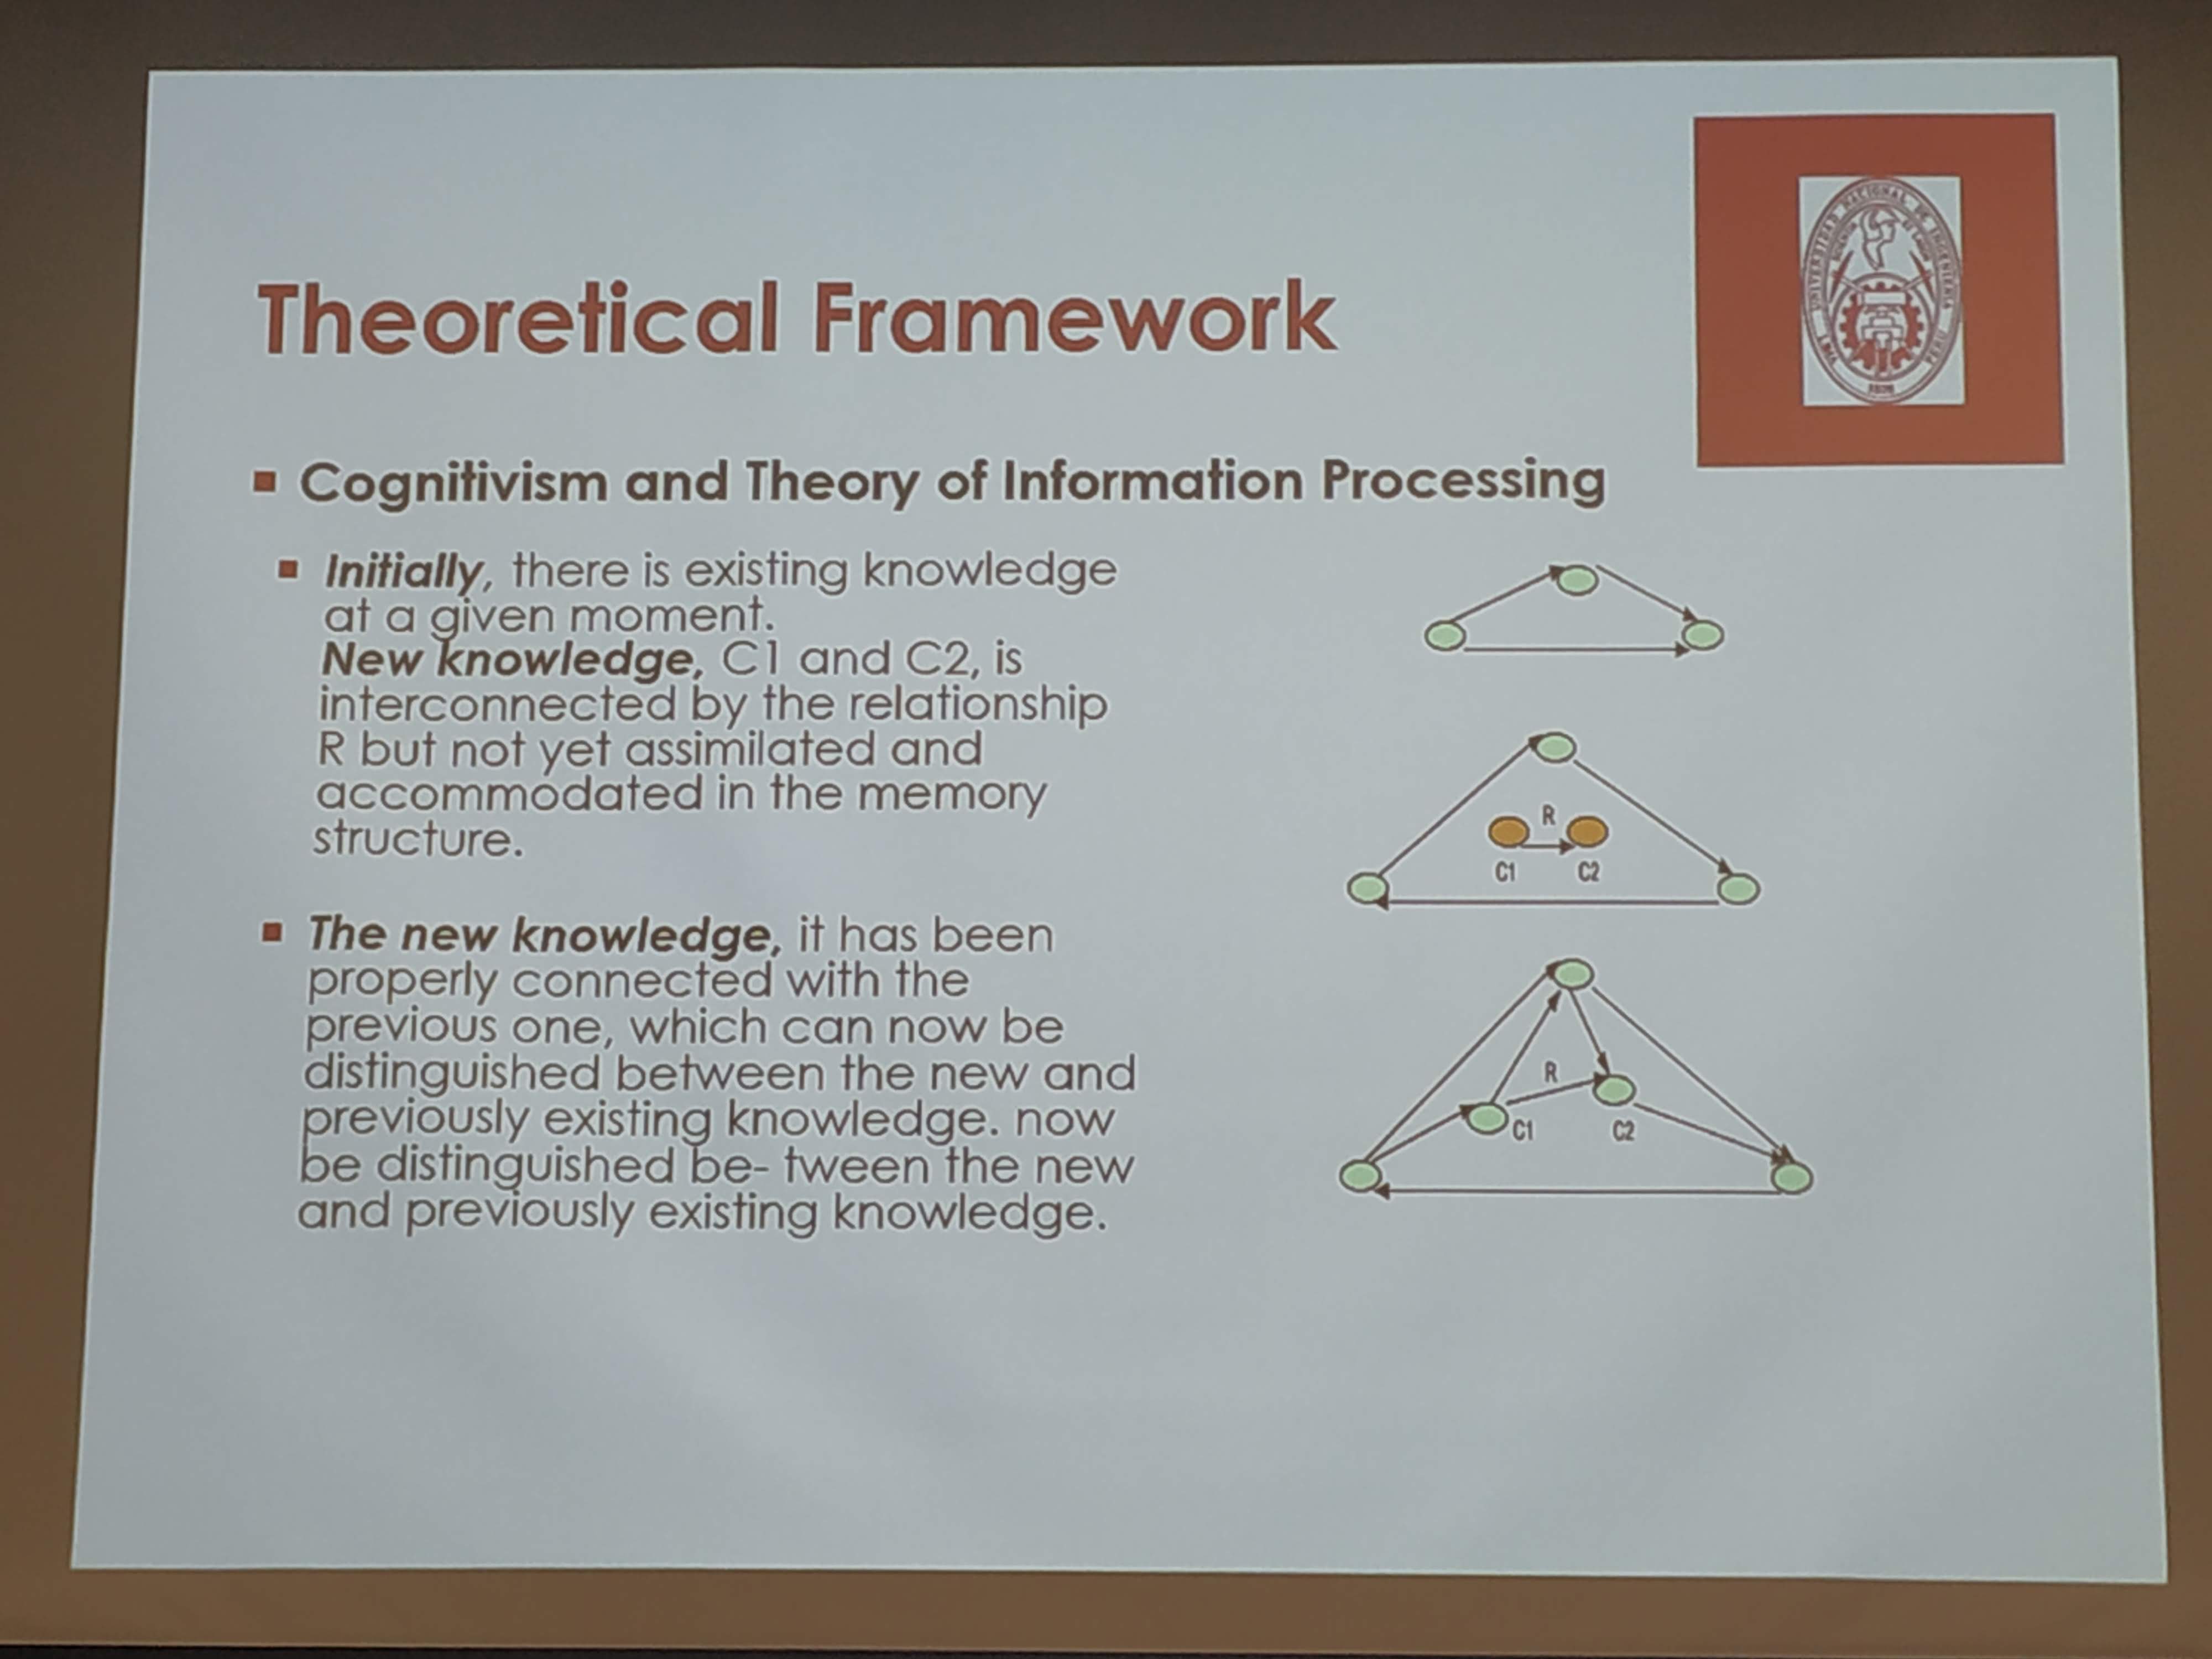 Theoretical Framework
UNIVERSIDAD NACIONAL DE INGENIERIA
LIMA
PERU
Cognitivism and Theory of Information Processing
Initially, there is existing knowledge
at a given moment.
New knowledge, C1 and C2, is
interconnected by the relationship
R but not yet assimilated and
accommodated in the memory
structure.
The new knowledge, it has been
properly connected with the
previous one, which can now be
distinguished between the new and
previously existing knowledge. now
be distinguished be- tween the new
and previously existing knowledge.
R
C1 C2
R
C1 C2